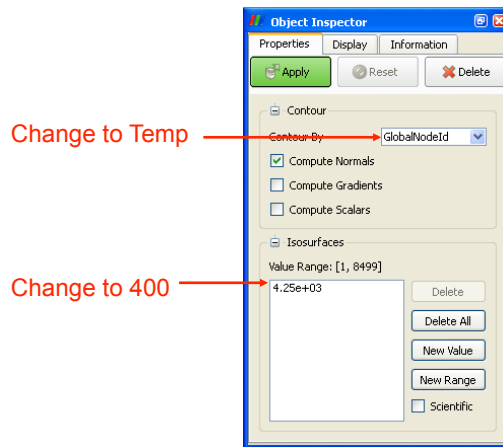 Object Inspector
Properties Display Information
Apply Reset Delete
Contour
Change to Temp Contour By GlobalNodeId
Compute Normals
Compute Gradients
Compute Scalars
Isosurfaces
Value Range: [1, 8499]
Change to 400 4.25e+03 Delete
Delete All
New Value
New Range
Scientific